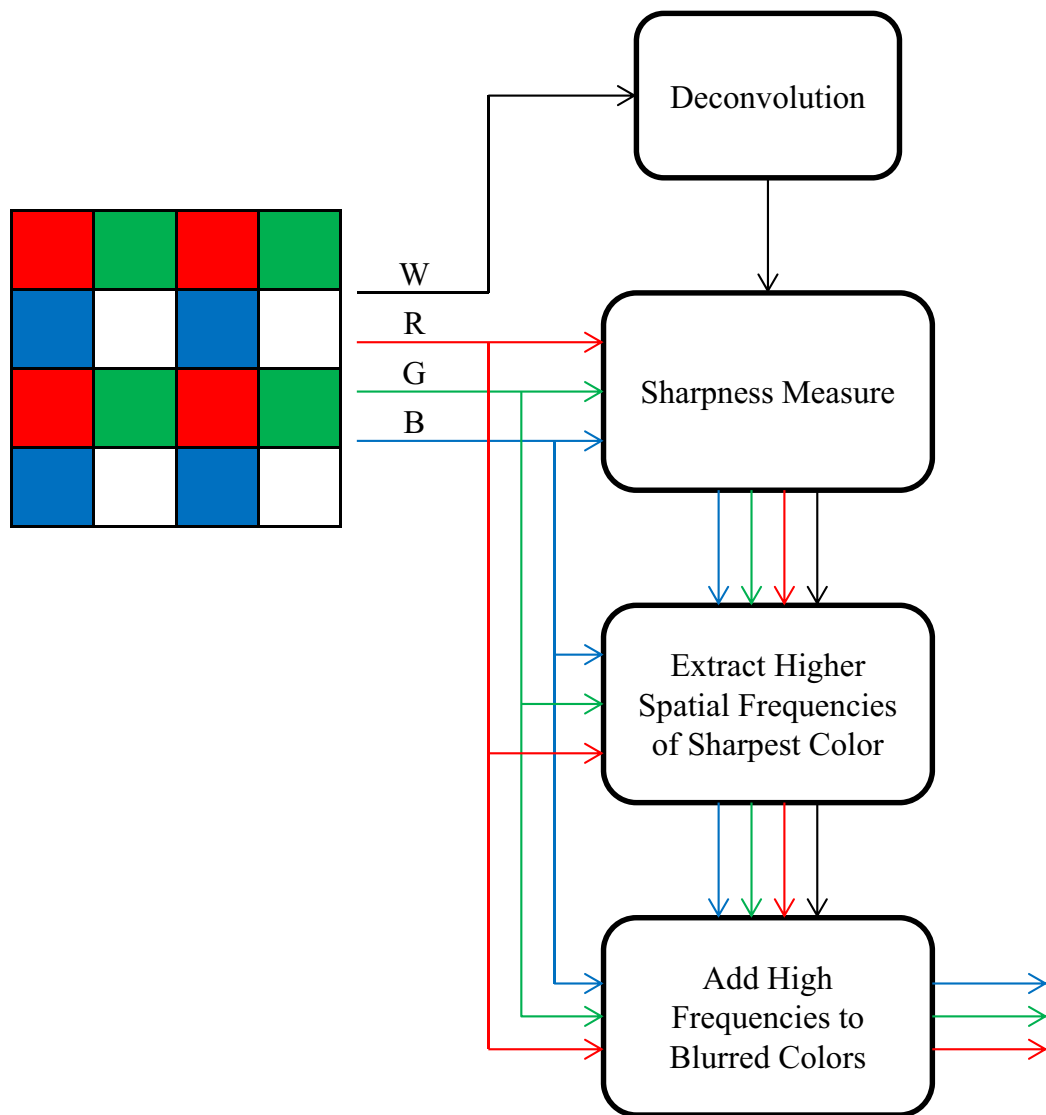 Deconvolution
W
R
G
B
Sharpness Measure
Extract Higher
Spatial Frequencies
of Sharpest Color
Add High
Frequencies to
Blurred Colors